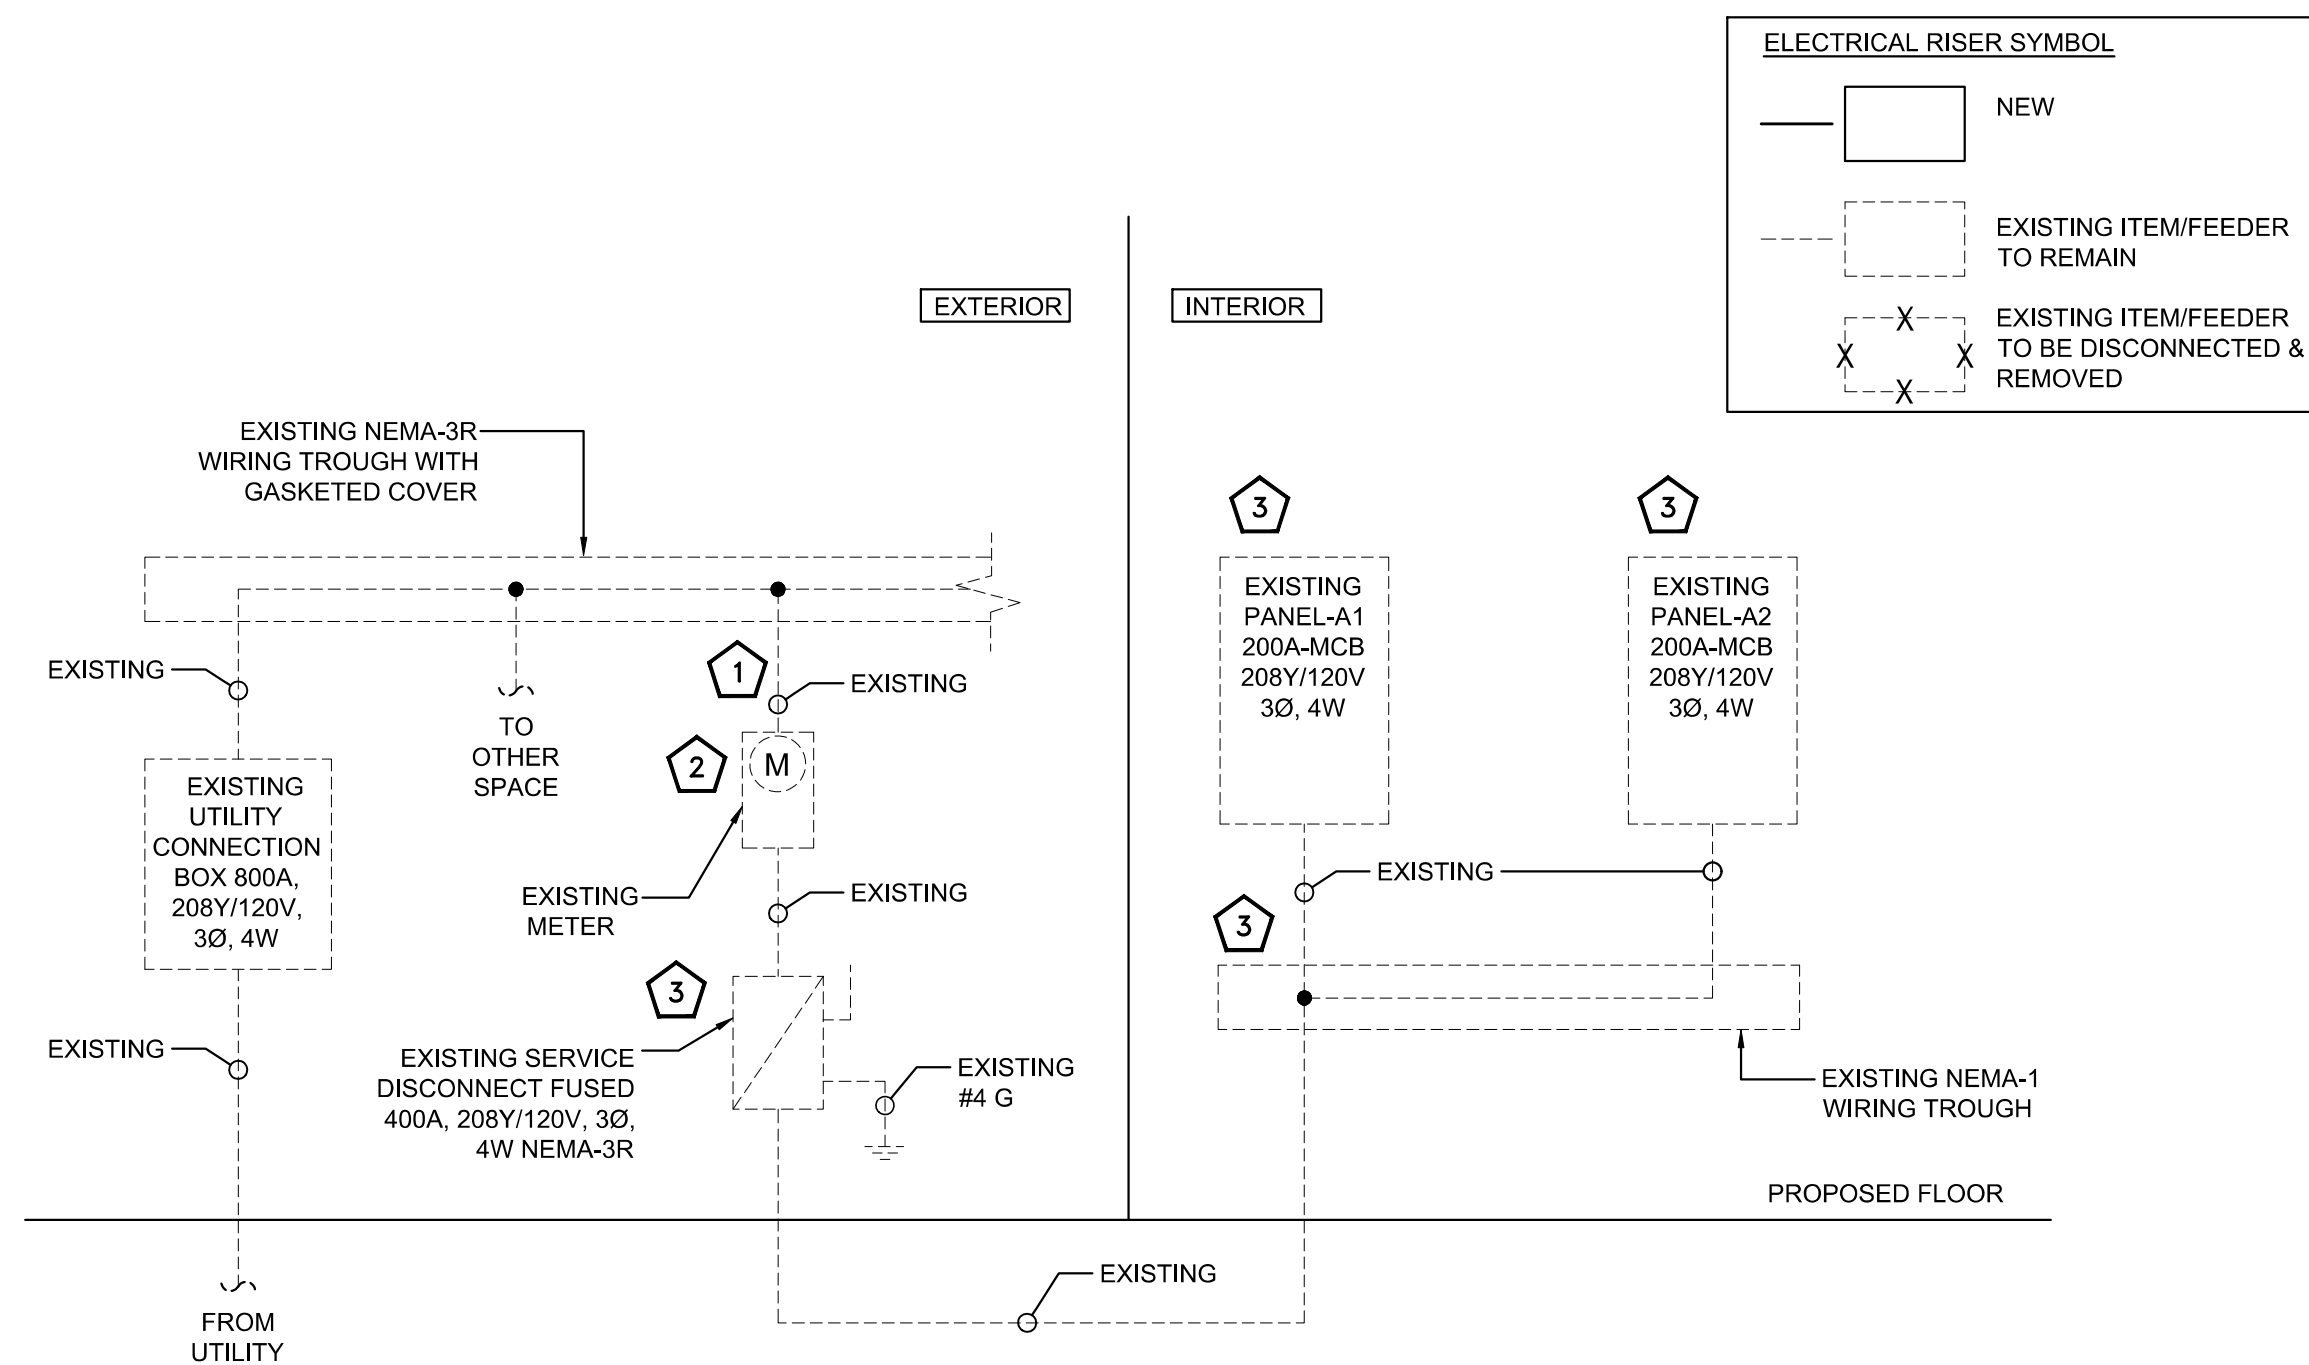 ELECTRICAL RISER SYMBOL
NEW
EXISTING ITEM/FEEDER
TO REMAIN
EXISTING ITEM/FEEDER
TO BE DISCONNECTED &
REMOVED
X
X
X
X
EXTERIOR
INTERIOR
EXISTING NEMA-3R
WIRING TROUGH WITH
GASKETED COVER
EXISTING
TO
OTHER
SPACE
1
EXISTING
2
M
EXISTING
METER
EXISTING
UTILITY
CONNECTION
BOX 800A,
208Y/120V,
3Ø, 4W
EXISTING
3
EXISTING SERVICE
DISCONNECT FUSED
400A, 208Y/120V, 3Ø,
4W NEMA-3R
EXISTING
#4 G
EXISTING
FROM
UTILITY
3
EXISTING
PANEL-A1
200A-MCB
208Y/120V
3Ø, 4W
3
EXISTING
PANEL-A2
200A-MCB
208Y/120V
3Ø, 4W
EXISTING
3
EXISTING NEMA-1
WIRING TROUGH
PROPOSED FLOOR
EXISTING